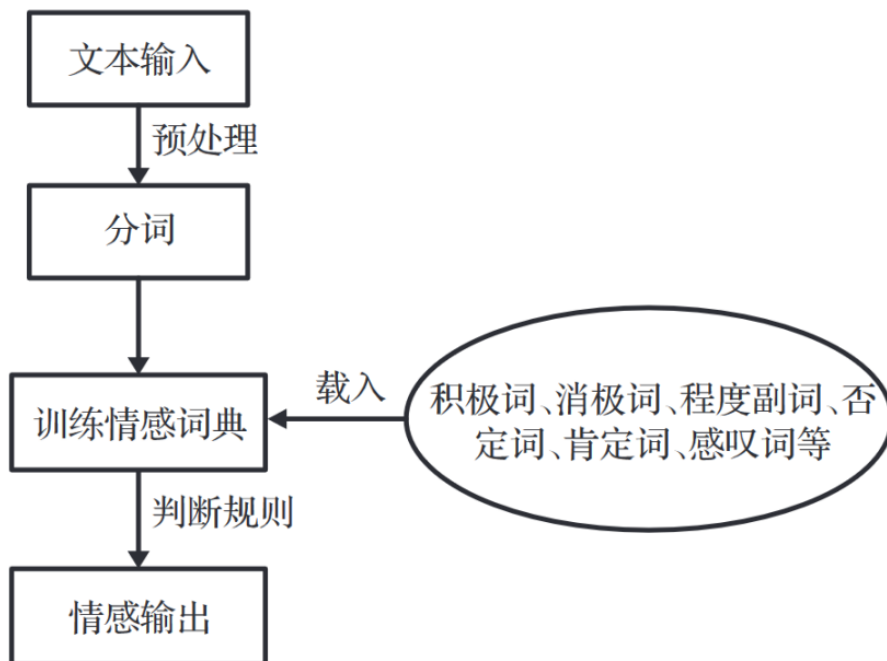 文本输入
预处理
分词
载入
积极词、消极词、程度副词、否
定词、肯定词、感叹词等
训练情感词典
判断规则
情感输出